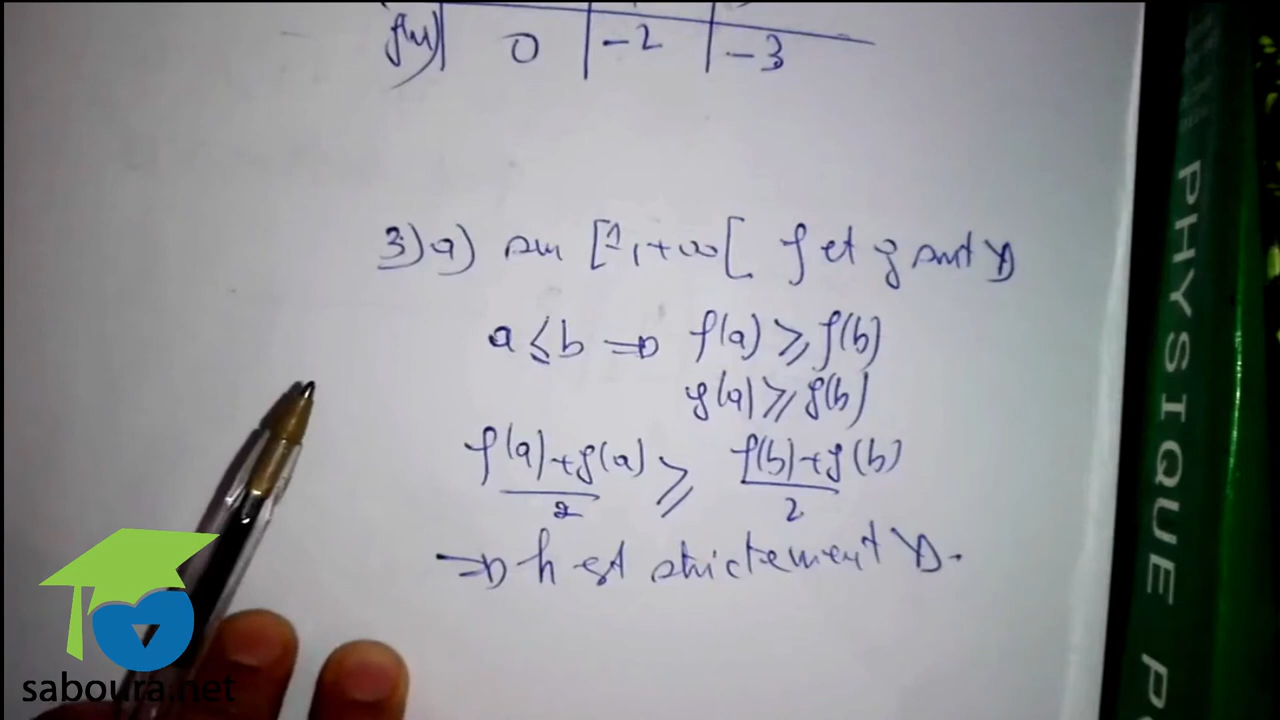 f(x) 0 -2 -3
3) a) sur [1,+∞[ f et g sont ↘
a ≤ b ⇒ f(a) ≥ f(b)
g(a) ≥ g(b)
f(a)+g(a)/2 ≥ f(b)+g(b)/2
⇒ h est strictement ↘.
PHYSIQUE P
saboura.net